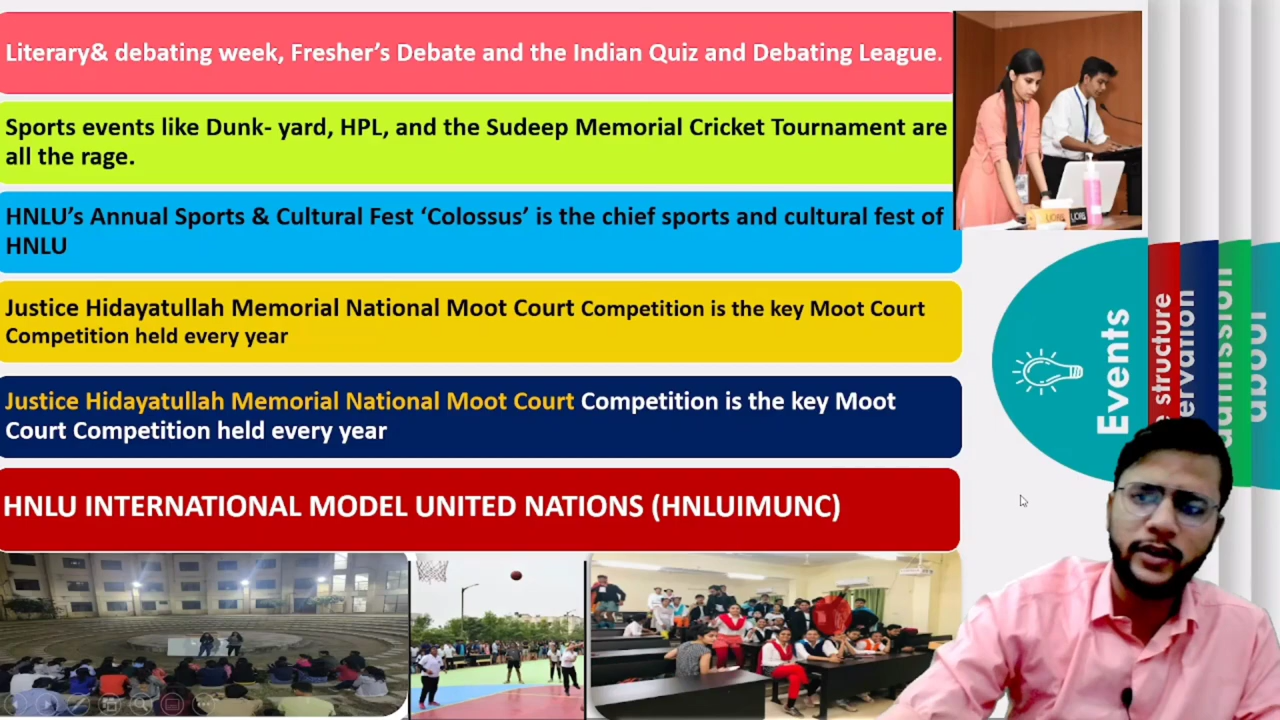 Literary& debating week, Fresher’s Debate and the Indian Quiz and Debating League.
Sports events like Dunk- yard, HPL, and the Sudeep Memorial Cricket Tournament are
all the rage.
HNLU’s Annual Sports & Cultural Fest ‘Colossus’ is the chief sports and cultural fest of
HNLU
Justice Hidayatullah Memorial National Moot Court Competition is the key Moot Court
Competition held every year
Justice Hidayatullah Memorial National Moot Court Competition is the key Moot
Court Competition held every year
HNLU INTERNATIONAL MODEL UNITED NATIONS (HNLUIMUNC)
Events
structure
ervation
admission
about